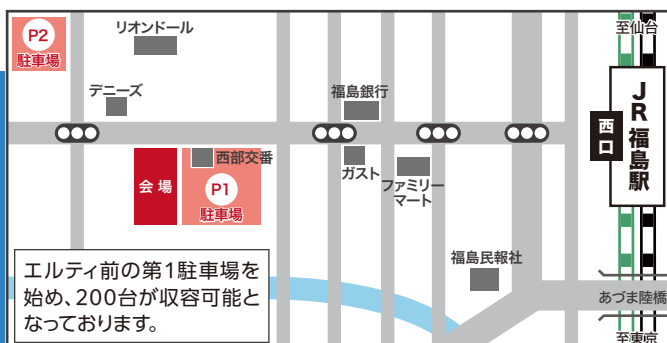 P2
駐車場
リオンドール
至仙台
デニーズ
福島銀行
JR福島駅
西口
会場
西部交番
P1
駐車場
ガスト
ファミリー
マート
福島民報社
エルティ前の第1駐車場を
始め、200台が収容可能と
なっております。
あづま陸橋
至東京